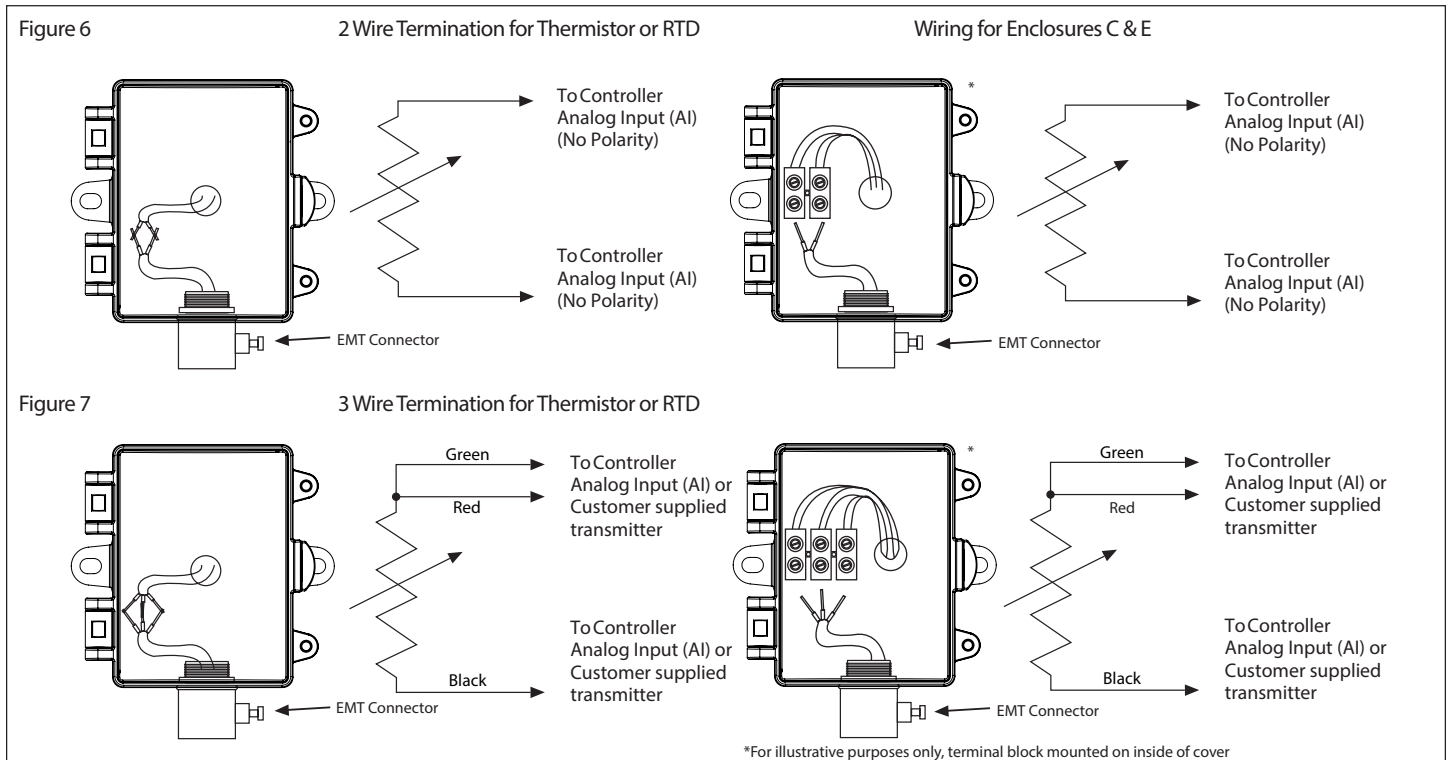 Figure 6
2 Wire Termination for Thermistor or RTD
Wiring for Enclosures C & E
To Controller
Analog Input (AI)
(No Polarity)
To Controller
Analog Input (AI)
(No Polarity)
EMT Connector
*
To Controller
Analog Input (AI)
(No Polarity)
To Controller
Analog Input (AI)
(No Polarity)
EMT Connector
Figure 7
3 Wire Termination for Thermistor or RTD
Green
Red
To Controller
Analog Input (AI) or
Customer supplied
transmitter
To Controller
Analog Input (AI) or
Customer supplied
transmitter
Black
EMT Connector
*
Green
Red
To Controller
Analog Input (AI) or
Customer supplied
transmitter
To Controller
Analog Input (AI) or
Customer supplied
transmitter
Black
EMT Connector
*For illustrative purposes only, terminal block mounted on inside of cover